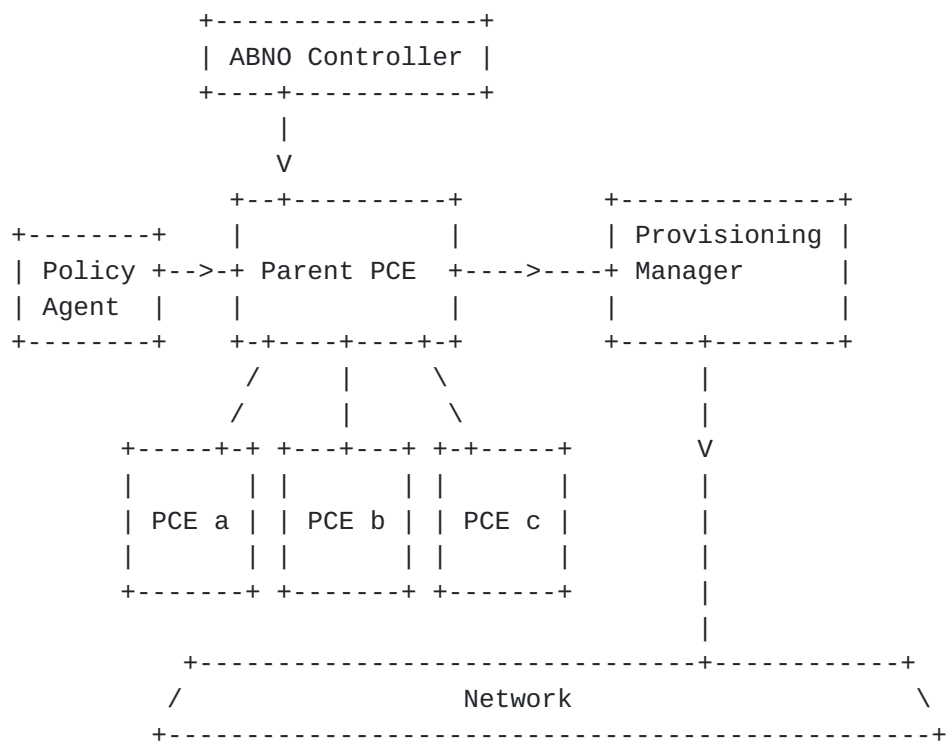 ABNO Controller
Provisioning
Policy Parent PCE Manager
Agent
PCE a PCE b PCE c
Network